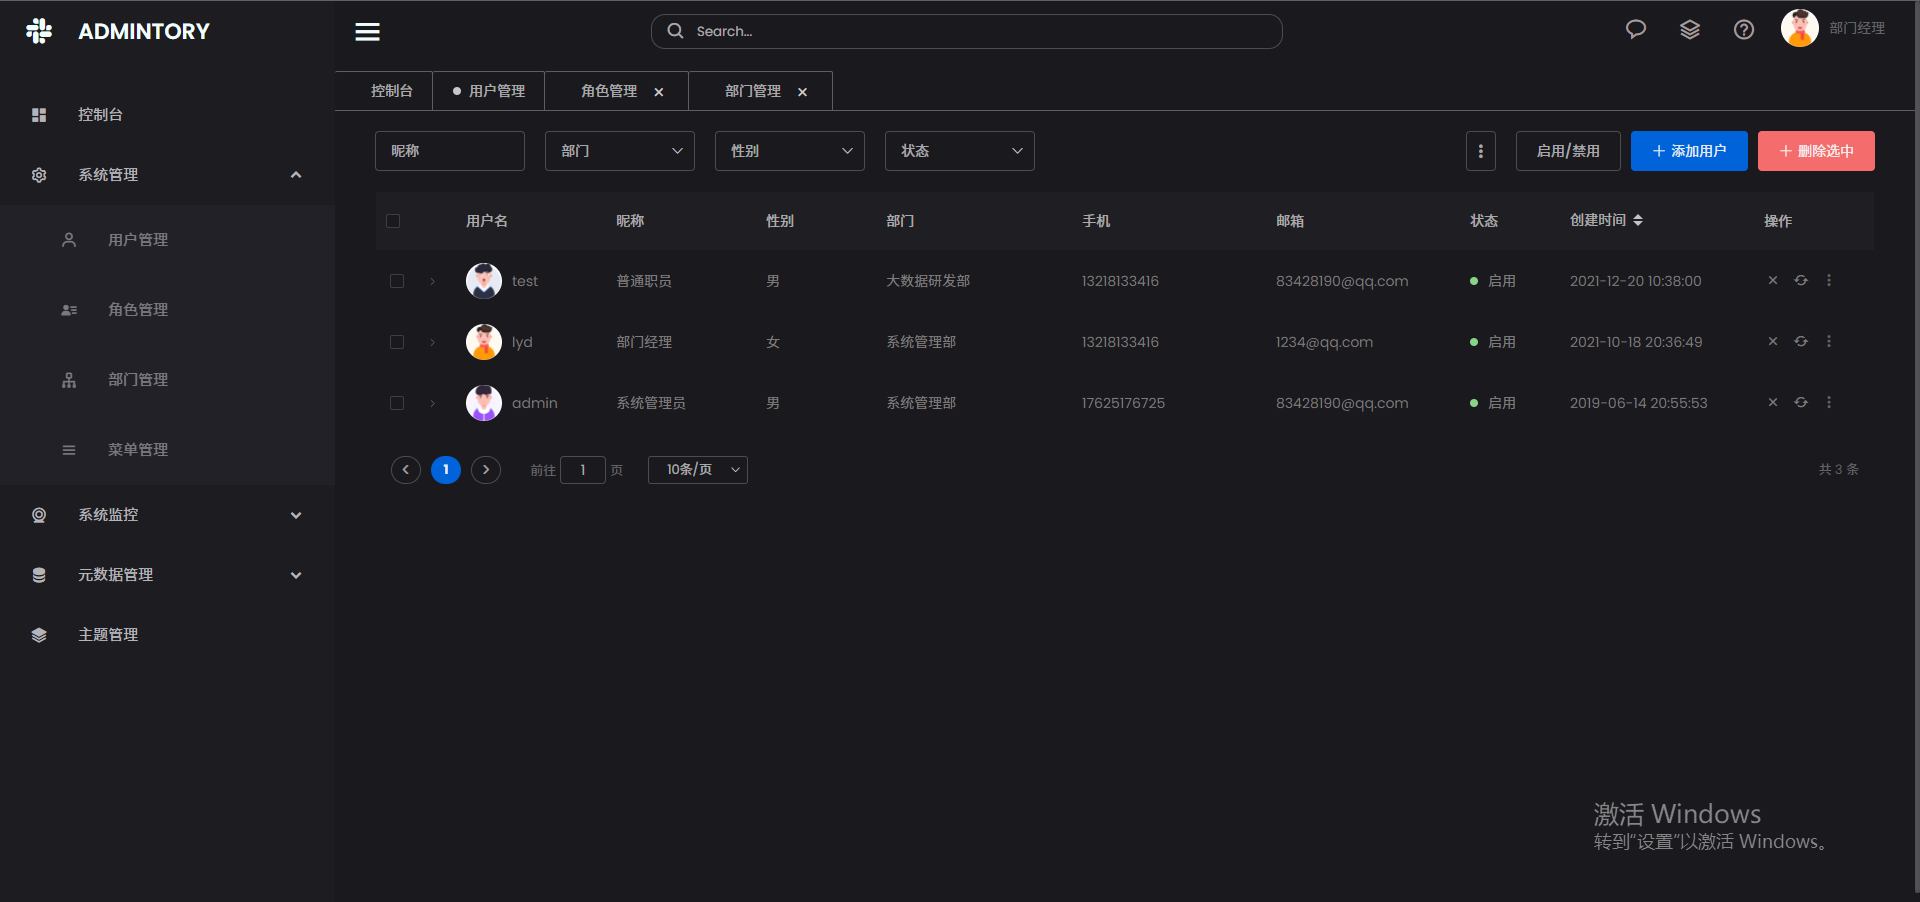 ADMINTORY
Search...
部门经理
控制台
系统管理
用户管理
角色管理
部门管理
菜单管理
系统监控
元数据管理
主题管理
控制台 用户管理 角色管理 部门管理
昵称 部门 性别 状态 启用/禁用 添加用户 删除选中
用户名 昵称 性别 部门 手机 邮箱 状态 创建时间 操作
test 普通职员 男 大数据研发部 13218133416 83428190@qq.com 启用 2021-12-20 10:38:00
lyd 部门经理 女 系统管理部 13218133416 1234@qq.com 启用 2021-10-18 20:36:49
admin 系统管理员 男 系统管理部 17625176725 83428190@qq.com 启用 2019-06-14 20:55:53
1 前往 1 页 10条/页 共 3 条
激活 Windows
转到“设置”以激活 Windows。